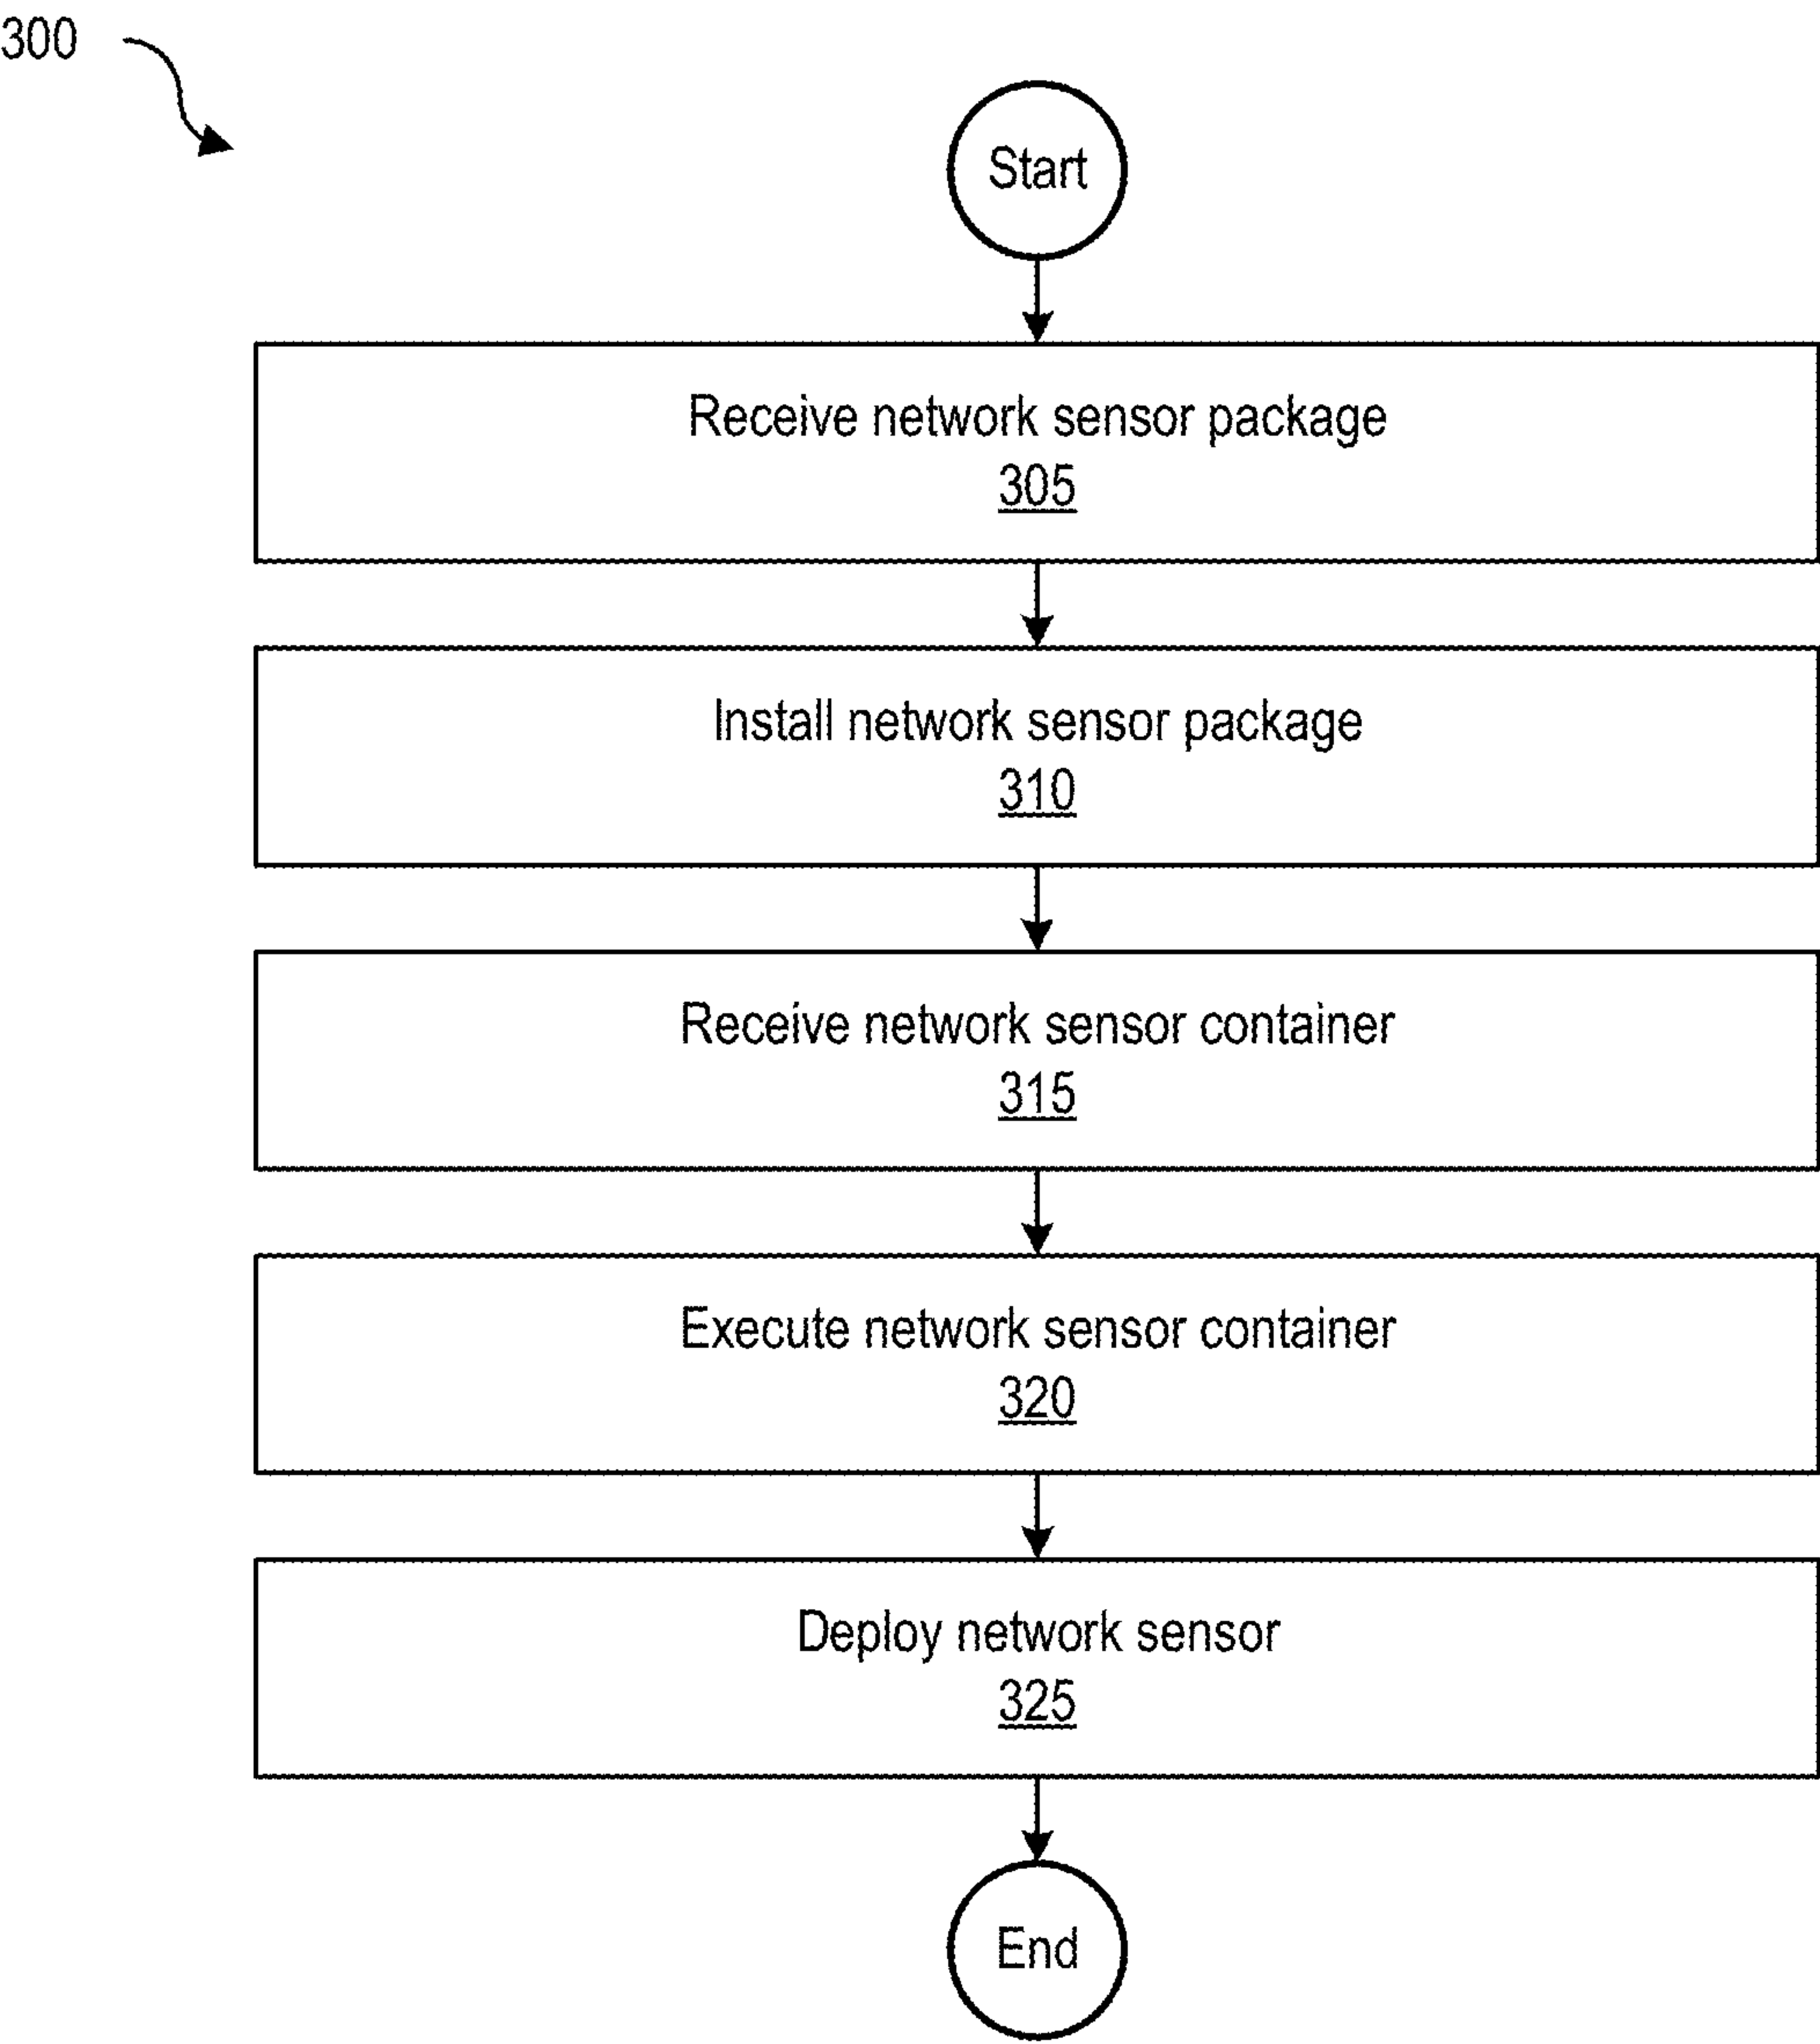 300
Start
Receive network sensor package
305
Install network sensor package
310
Receive network sensor container
315
Execute network sensor container
320
Deploy network sensor
325
End